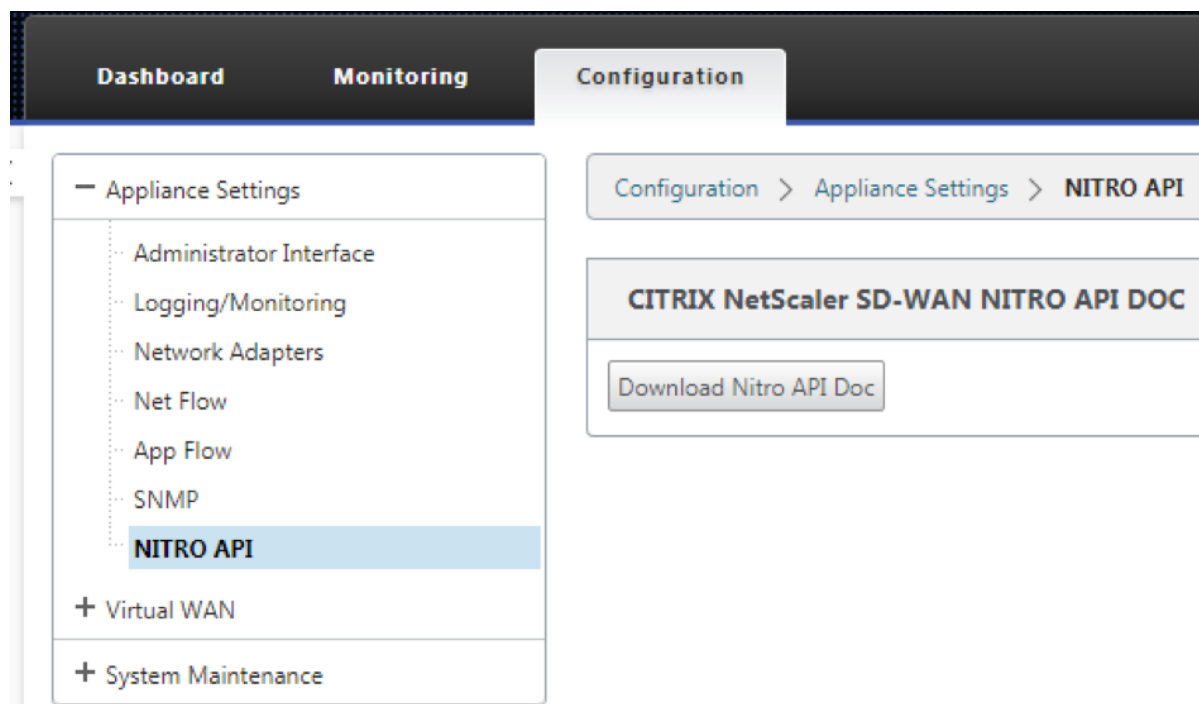 Dashboard Monitoring Configuration
Appliance Settings
Administrator Interface
Logging/Monitoring
Network Adapters
Net Flow
App Flow
SNMP
NITRO API
Virtual WAN
System Maintenance
Configuration > Appliance Settings > NITRO API
CITRIX NetScaler SD-WAN NITRO API DOC
Download Nitro API Doc